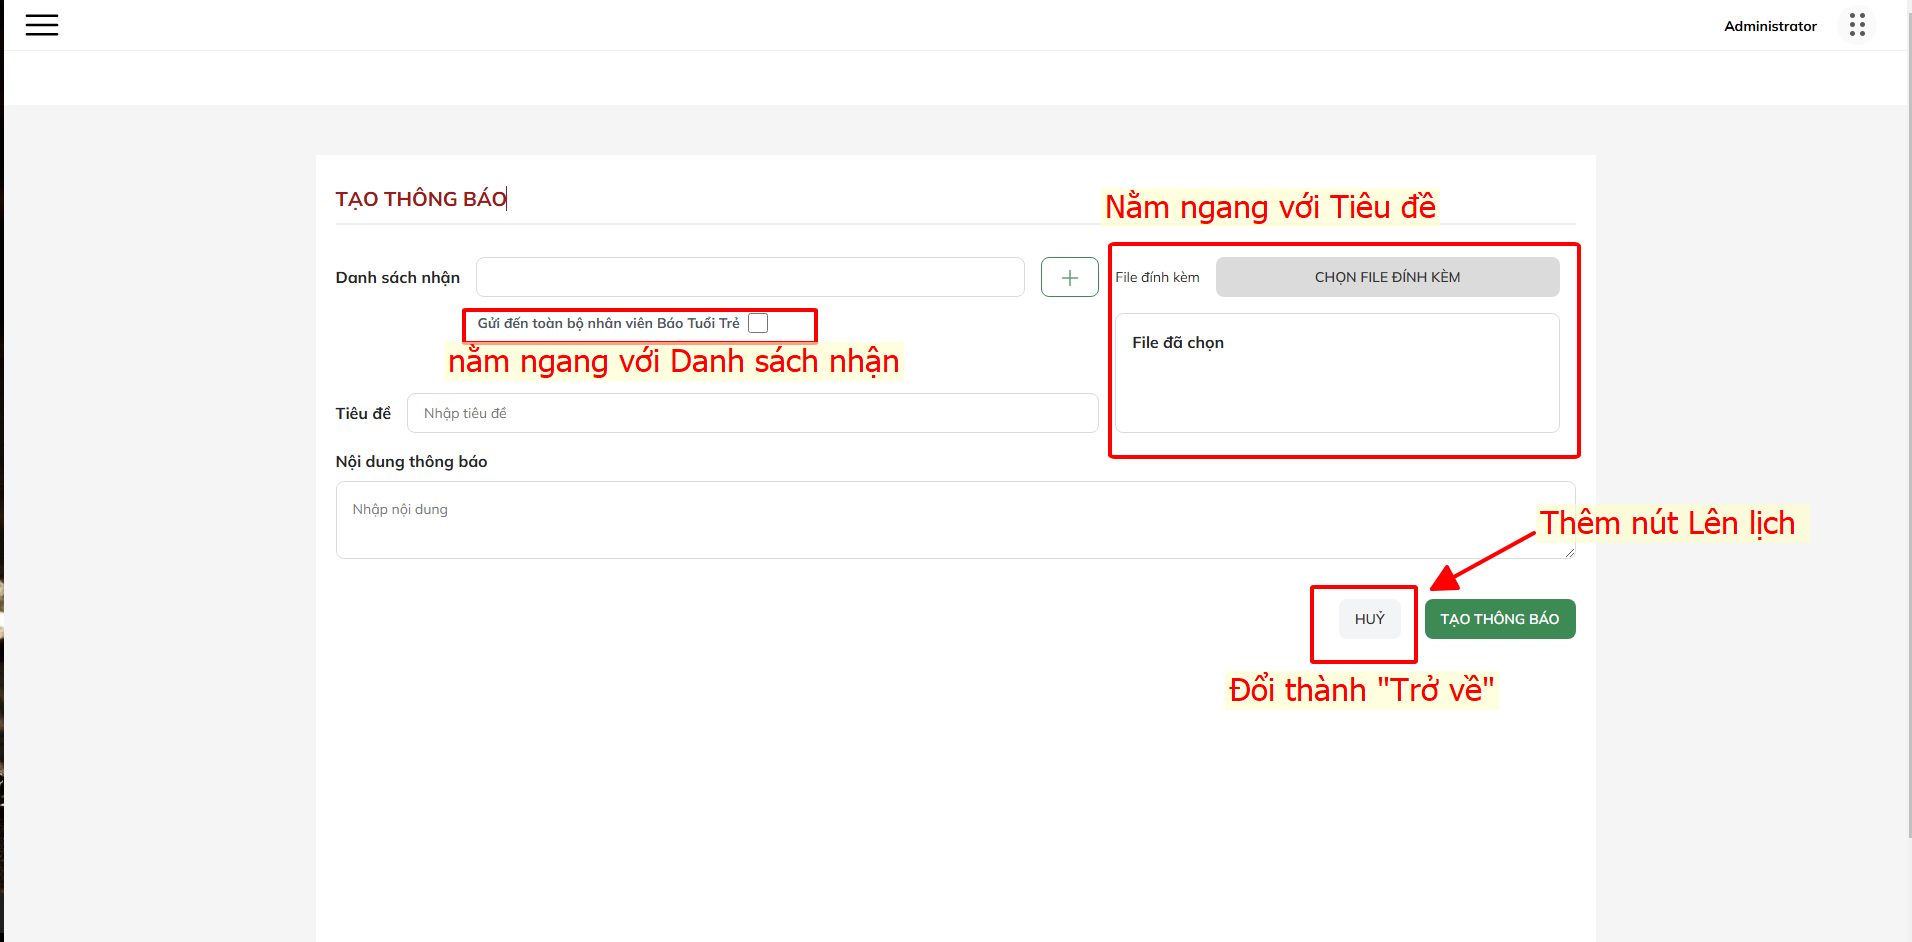 Administrator
TẠO THÔNG BÁO
Nằm ngang với Tiêu đề
Danh sách nhận
File đính kèm
CHỌN FILE ĐÍNH KÈM
Gửi đến toàn bộ nhân viên Báo Tuổi Trẻ
nằm ngang với Danh sách nhận
File đã chọn
Tiêu đề
Nhập tiêu đề
Nội dung thông báo
Nhập nội dung
Thêm nút Lên lịch
HUỶ
TẠO THÔNG BÁO
Đổi thành "Trở về"